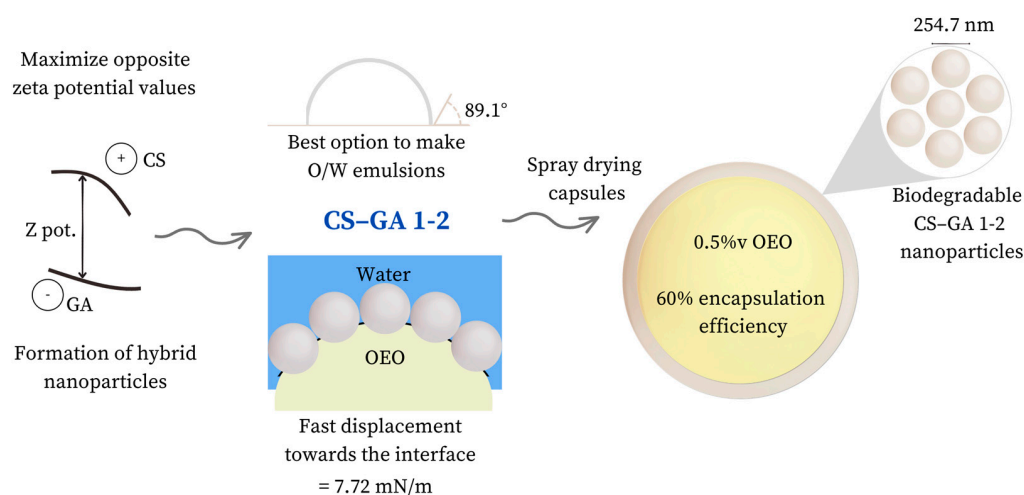 Maximize opposite
zeta potential values
+
CS
Z pot.
-
GA
Formation of hybrid
nanoparticles
89.1°
Best option to make
O/W emulsions
CS–GA 1-2
Water
OEO
Fast displacement
towards the interface
= 7.72 mN/m
Spray drying
capsules
0.5%v OEO
60% encapsulation
efficiency
254.7 nm
Biodegradable
CS–GA 1-2
nanoparticles